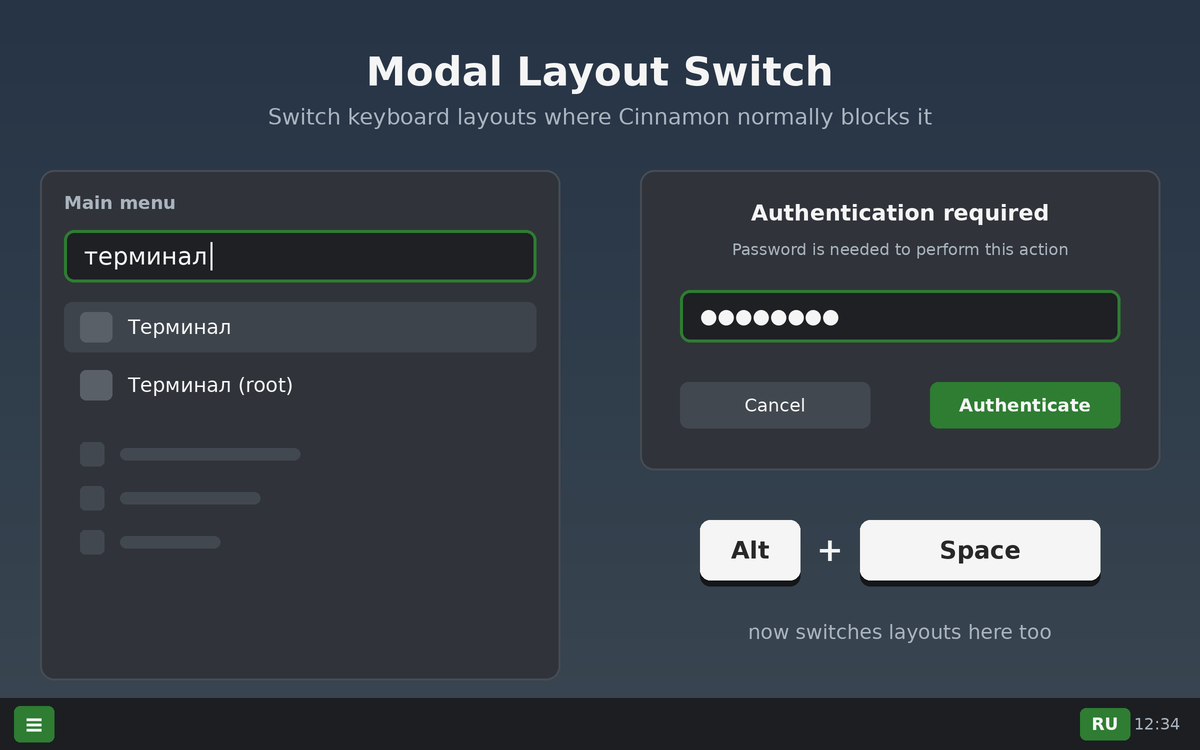 Modal Layout Switch
Switch keyboard layouts where Cinnamon normally blocks it
Main menu
терминал
Терминал
Терминал (root)
Authentication required
Password is needed to perform this action
Cancel
Authenticate
Alt + Space
now switches layouts here too
RU 12:34